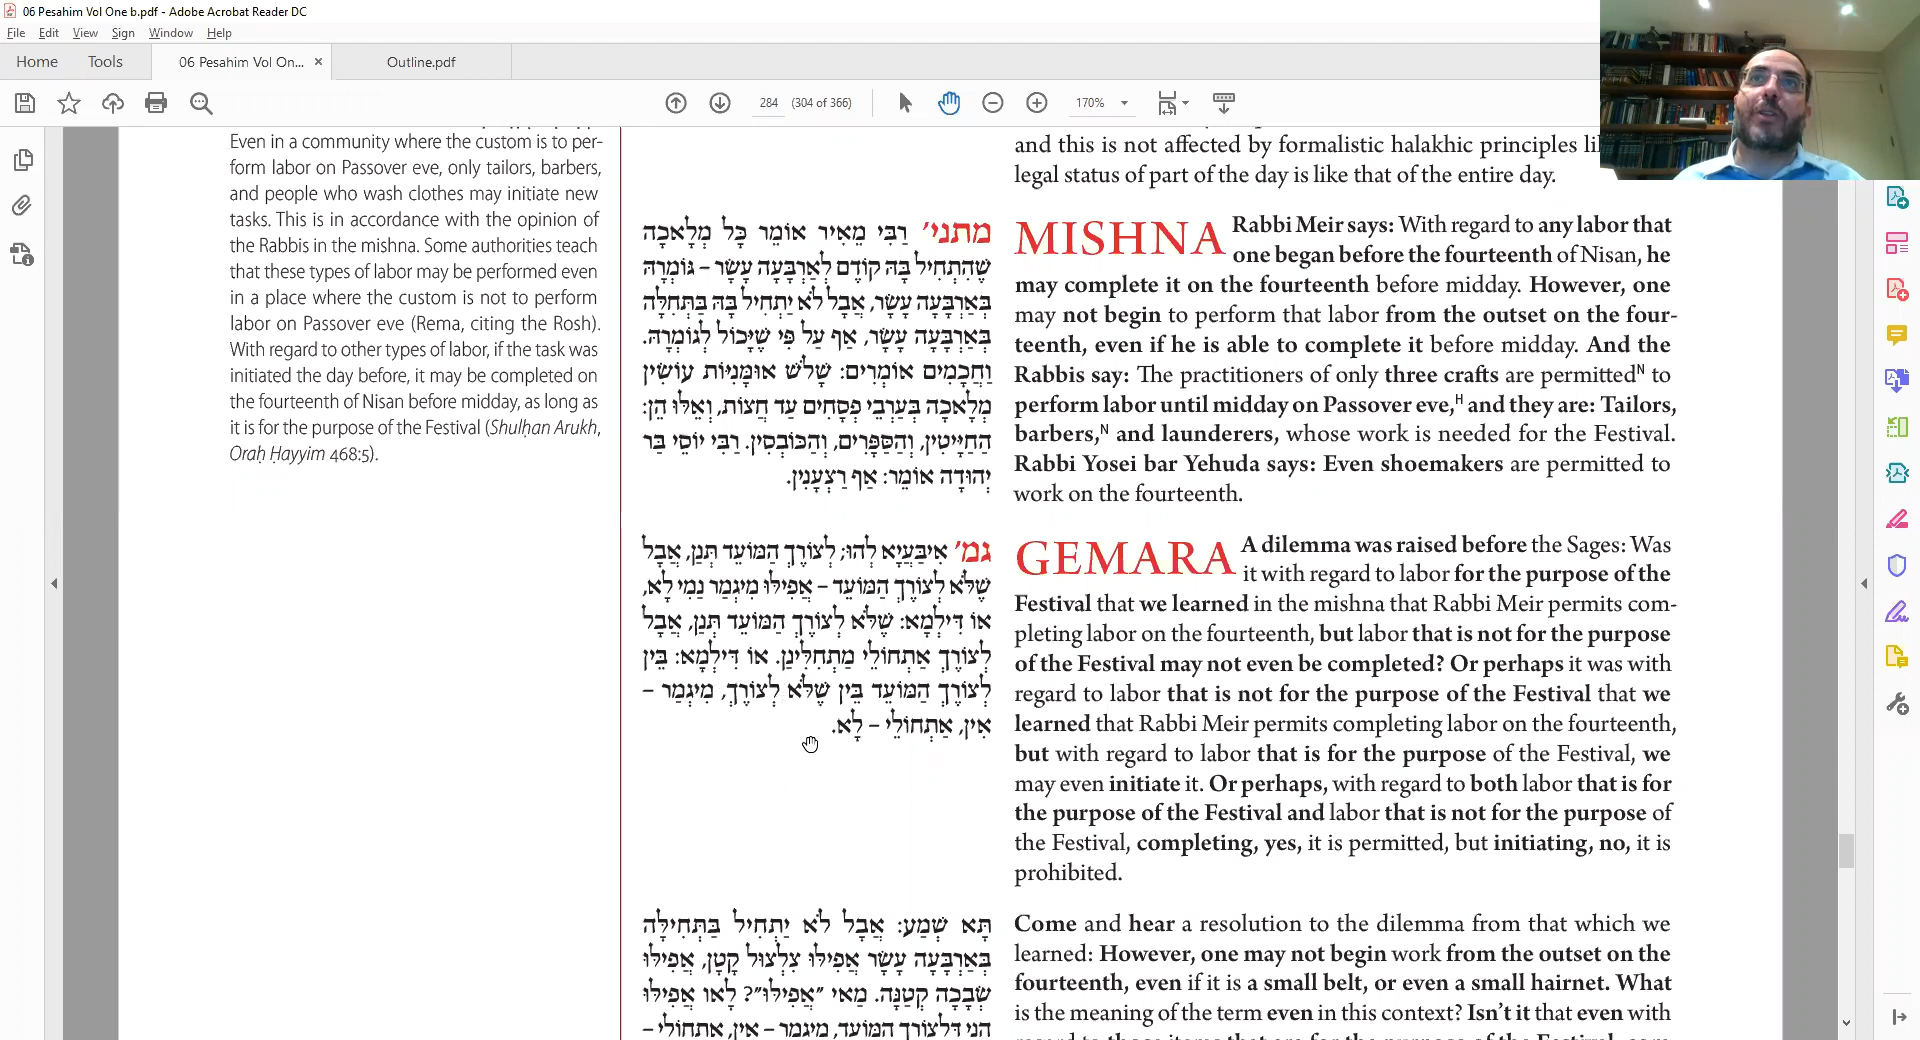 06 Pesahim Vol One b.pdf - Adobe Acrobat Reader DC
File Edit View Sign Window Help
Home Tools 06 Pesahim Vol On... × Outline.pdf
284 (304 of 366) 170%
Even in a community where the custom is to per-
form labor on Passover eve, only tailors, barbers,
and people who wash clothes may initiate new
tasks. This is in accordance with the opinion of
the Rabbis in the mishna. Some authorities teach
that these types of labor may be performed even
in a place where the custom is not to perform
labor on Passover eve (Rema, citing the Rosh).
With regard to other types of labor, if the task was
initiated the day before, it may be completed on
the fourteenth of Nisan before midday, as long as
it is for the purpose of the Festival (Shulḥan Arukh,
Oraḥ Ḥayyim 468:5).
מתני׳ רַבִּי מֵאִיר אוֹמֵר כָּל מְלָאכָה
שֶׁהִתְחִיל בָּהּ קוֹדֶם לְאַרְבָּעָה עָשָׂר – גּוֹמְרָהּ
בְּאַרְבָּעָה עָשָׂר, אֲבָל לֹא יַתְחִיל בָּהּ בַּתְּחִלָּה
בְּאַרְבָּעָה עָשָׂר, אַף עַל פִּי שֶׁיָּכוֹל לְגוֹמְרָהּ.
וַחֲכָמִים אוֹמְרִים: שָׁלֹשׁ אוּמָּנִיּוֹת עוֹשִׂין
מְלָאכָה בְּעַרְבֵי פְסָחִים עַד חֲצוֹת, וְאֵלּוּ הֵן:
הַחַיָּיטִין, וְהַסַּפָּרִים, וְהַכּוֹבְסִין. רַבִּי יוֹסֵי בַּר
יְהוּדָה אוֹמֵר: אַף רַצְעָנִין.
גמ׳ אִיבַּעֲיָא לְהוּ: לְצוֹרֶךְ הַמּוֹעֵד תְּנַן, אֲבָל
שֶׁלֹּא לְצוֹרֶךְ הַמּוֹעֵד – אֲפִילּוּ מִיגְמַר נַמִי לָא,
אוֹ דִּילְמָא: שֶׁלֹּא לְצוֹרֶךְ הַמּוֹעֵד תְּנַן, אֲבָל
לְצוֹרֶךְ אַתְחוֹלֵי מַתְחִלִינַן. אוֹ דִּילְמָא: בֵּין
לְצוֹרֶךְ הַמּוֹעֵד בֵּין שֶׁלֹּא לְצוֹרֶךְ, מִיגְמַר –
אִין, אַתְחוֹלֵי – לָא.
תָּא שְׁמַע: אֲבָל לֹא יַתְחִיל בַּתְּחִילָּה
בְּאַרְבָּעָה עָשָׂר אֲפִילּוּ צִלְצוּל קָטָן, אֲפִילּוּ
שְׂבָכָה קְטַנָּה. מַאי ״אֲפִילּוּ״? לָאו אֲפִילּוּ
הָנֵי דִּלְצוֹרֶךְ הַמּוֹעֵד, מִיגְמַר – אִין, אַתְחוֹלֵי –
and this is not affected by formalistic halakhic principles
legal status of part of the day is like that of the entire day.
MISHNA Rabbi Meir says: With regard to any labor that
one began before the fourteenth of Nisan, he
may complete it on the fourteenth before midday. However, one
may not begin to perform that labor from the outset on the four-
teenth, even if he is able to complete it before midday. And the
Rabbis say: The practitioners of only three crafts are permittedᴺ to
perform labor until midday on Passover eve,ᴴ and they are: Tailors,
barbers,ᴺ and launderers, whose work is needed for the Festival.
Rabbi Yosei bar Yehuda says: Even shoemakers are permitted to
work on the fourteenth.
GEMARA A dilemma was raised before the Sages: Was
it with regard to labor for the purpose of the
Festival that we learned in the mishna that Rabbi Meir permits com-
pleting labor on the fourteenth, but labor that is not for the purpose
of the Festival may not even be completed? Or perhaps it was with
regard to labor that is not for the purpose of the Festival that we
learned that Rabbi Meir permits completing labor on the fourteenth,
but with regard to labor that is for the purpose of the Festival, we
may even initiate it. Or perhaps, with regard to both labor that is for
the purpose of the Festival and labor that is not for the purpose of
the Festival, completing, yes, it is permitted, but initiating, no, it is
prohibited.
Come and hear a resolution to the dilemma from that which we
learned: However, one may not begin work from the outset on the
fourteenth, even if it is a small belt, or even a small hairnet. What
is the meaning of the term even in this context? Isn't it that even with